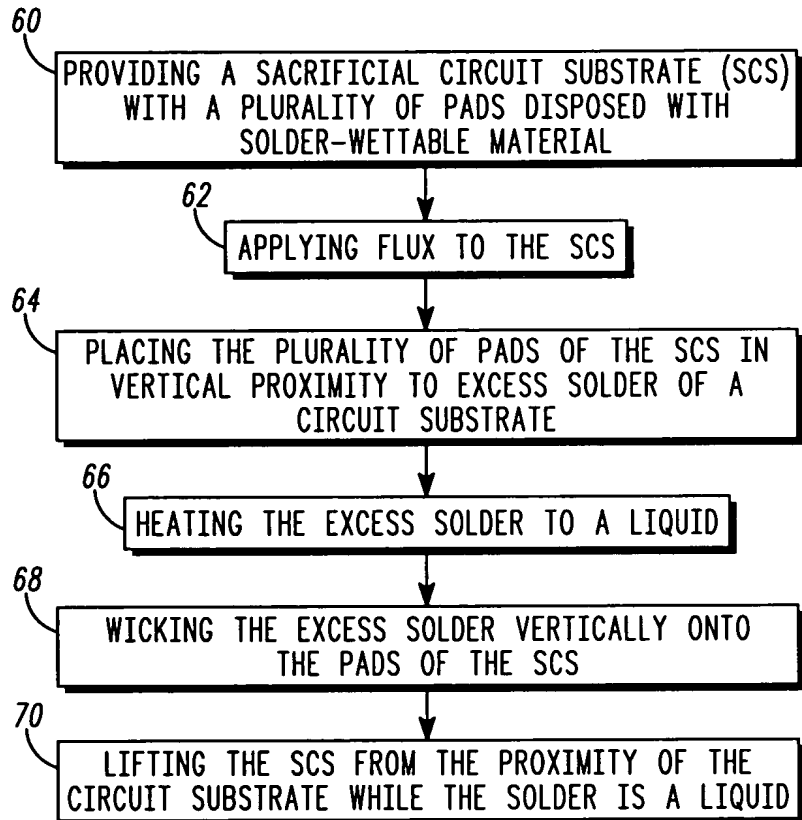 60
PROVIDING A SACRIFICIAL CIRCUIT SUBSTRATE (SCS)
WITH A PLURALITY OF PADS DISPOSED WITH
SOLDER-WETTABLE MATERIAL
62
APPLYING FLUX TO THE SCS
64
PLACING THE PLURALITY OF PADS OF THE SCS IN
VERTICAL PROXIMITY TO EXCESS SOLDER OF A
CIRCUIT SUBSTRATE
66
HEATING THE EXCESS SOLDER TO A LIQUID
68
WICKING THE EXCESS SOLDER VERTICALLY ONTO
THE PADS OF THE SCS
70
LIFTING THE SCS FROM THE PROXIMITY OF THE
CIRCUIT SUBSTRATE WHILE THE SOLDER IS A LIQUID